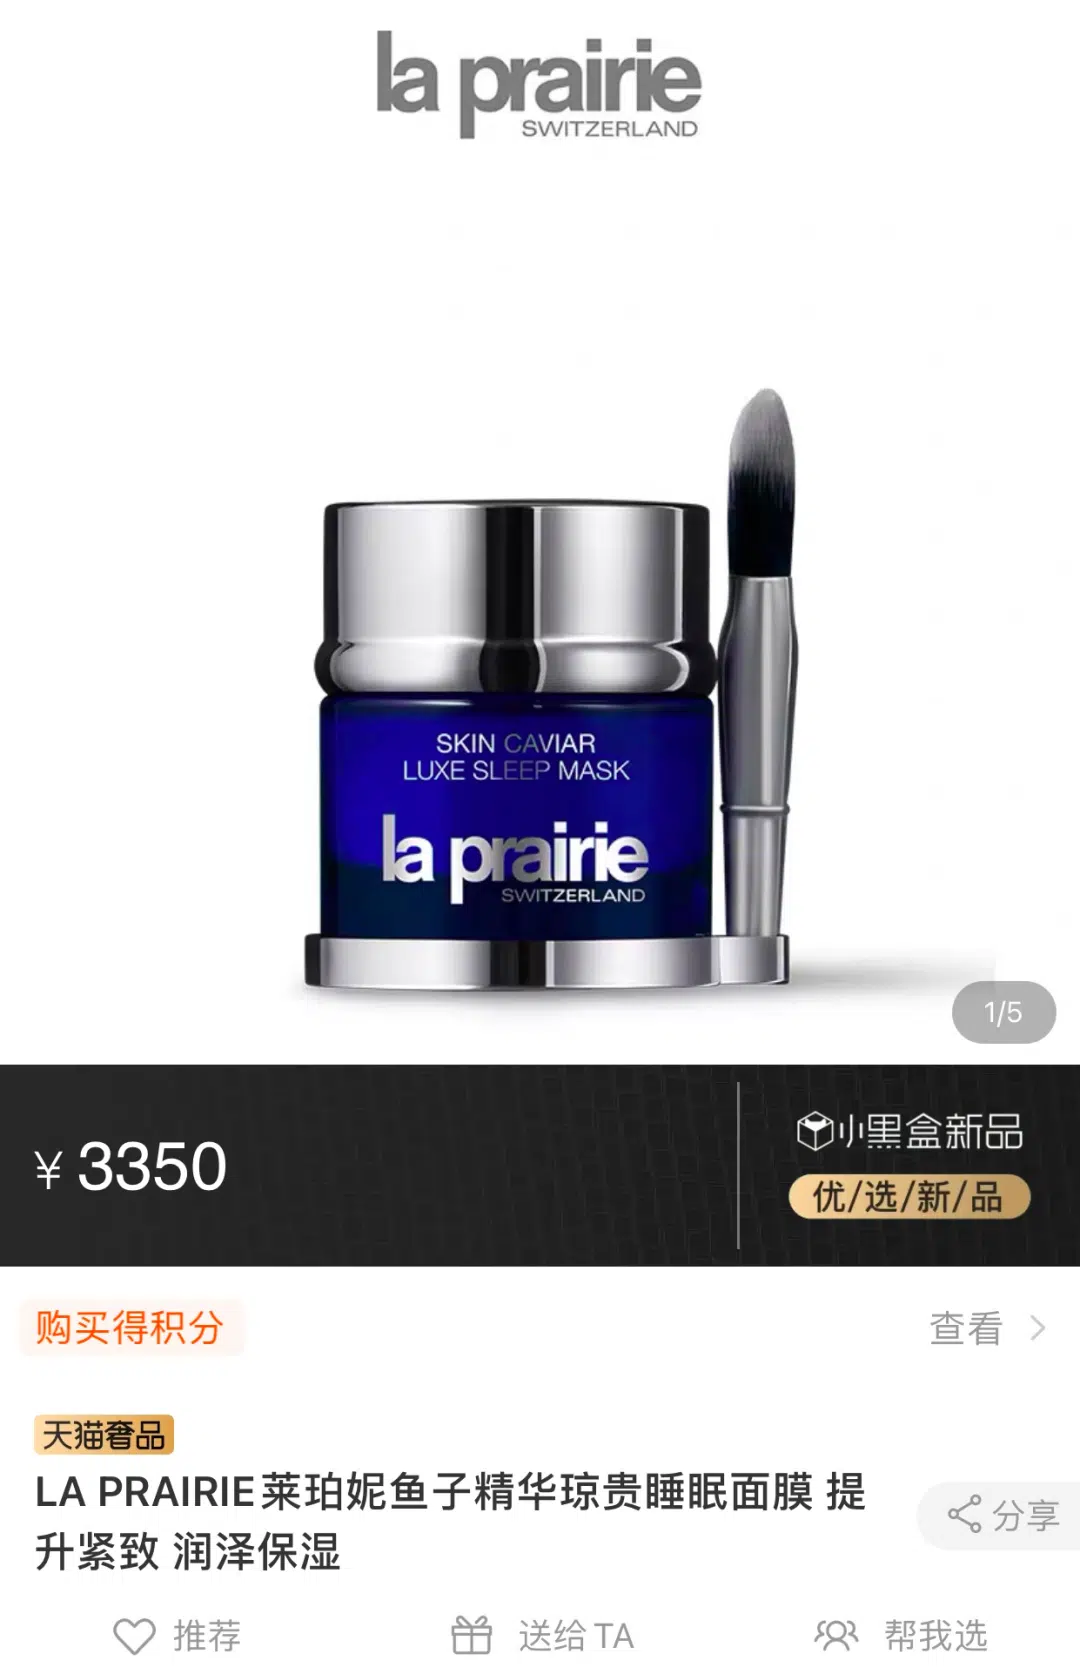 la prairie
SWITZERLAND
SKIN CAVIAR
LUXE SLEEP MASK
la prairie
SWITZERLAND
1/5
¥ 3350
小黑盒新品
优/选/新/品
购买得积分
查看
天猫奢品
LA PRAIRIE莱珀妮鱼子精华琼贵睡眠面膜 提
升紧致 润泽保湿
分享
推荐
送给TA
帮我选